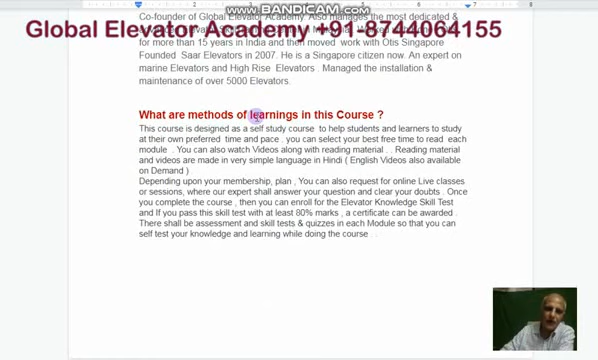 www.BANDICAM.com
Co-founder of Global Elevator Academy. Also manages the most dedicated &
Global Elevator Academy +91-8744064155
for more than 15 years in India and then moved work with Otis Singapore
Founded Saar Elevators in 2007. He is a Singapore citizen now. An expert on
marine Elevators and High Rise Elevators . Managed the installation &
maintenance of over 5000 Elevators.
What are methods of learnings in this Course ?
This course is designed as a self study course to help students and learners to study
at their own preferred time and pace . you can select your best free time to read each
module . You can also watch Videos along with reading material . Reading material
and videos are made in very simple language in Hindi ( English Videos also available
on Demand )
Depending upon your membership, plan , You can also request for online Live classes
or sessions, where our expert shall answer your question and clear your doubts . Once
you complete the course , then you can enroll for the Elevator Knowledge Skill Test
and If you pass this skill test with at least 80% marks , a certificate can be awarded .
There shall be assessment and skill tests & quizzes in each Module so that you can
self test your knowledge and learning while doing the course .